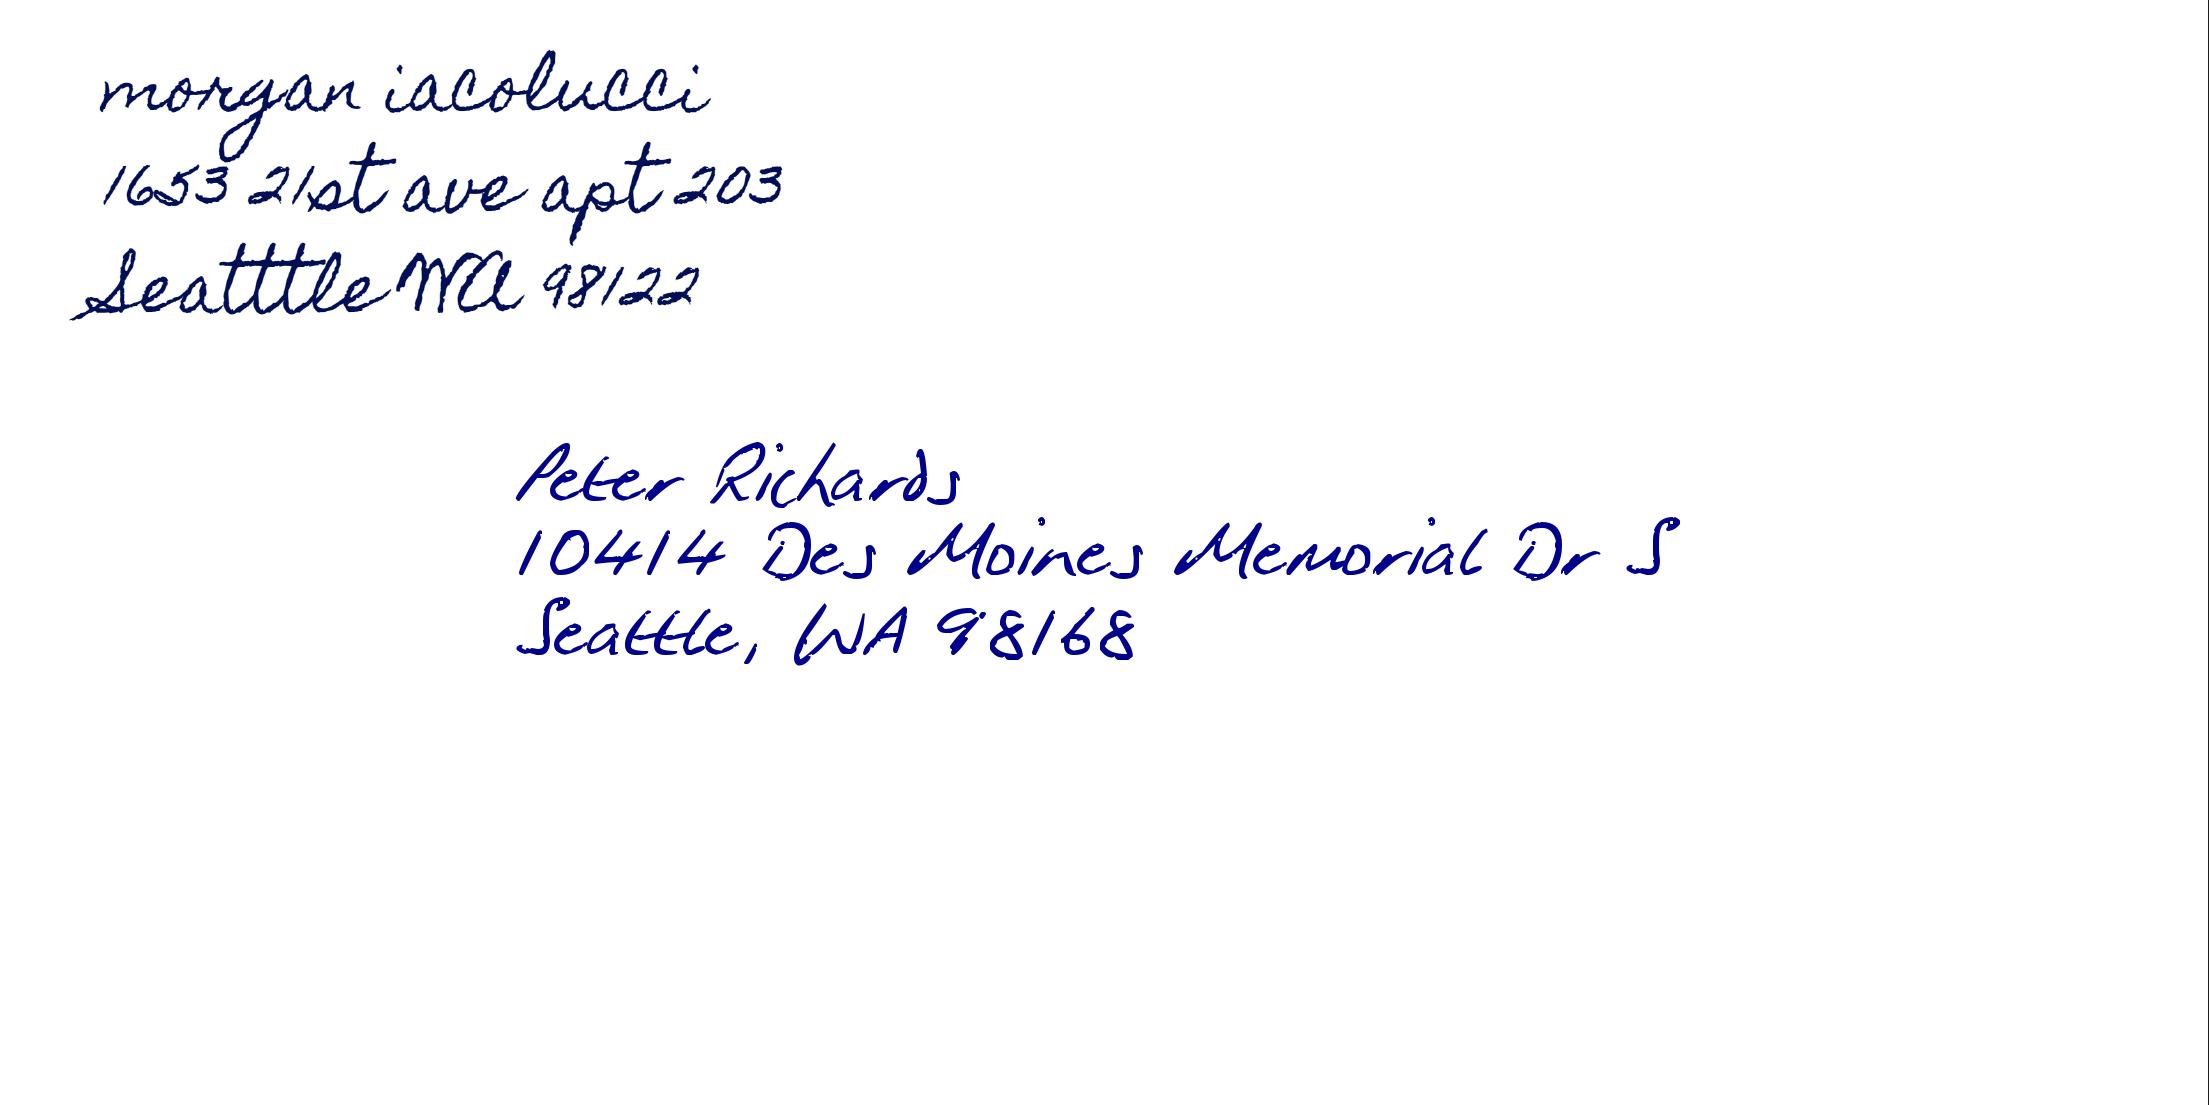 morgan iacolucci
1653 21st ave apt 203
Seatttle WA 98122
Peter Richards
10414 Des Moines Memorial Dr S
Seattle, WA 98168